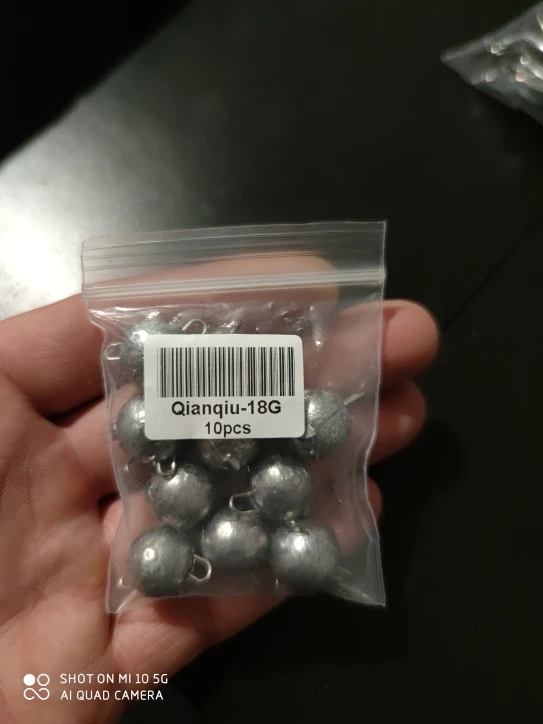 Qianqiu-18G
10pcs
SHOT ON MI 10 5G
AI QUAD CAMERA